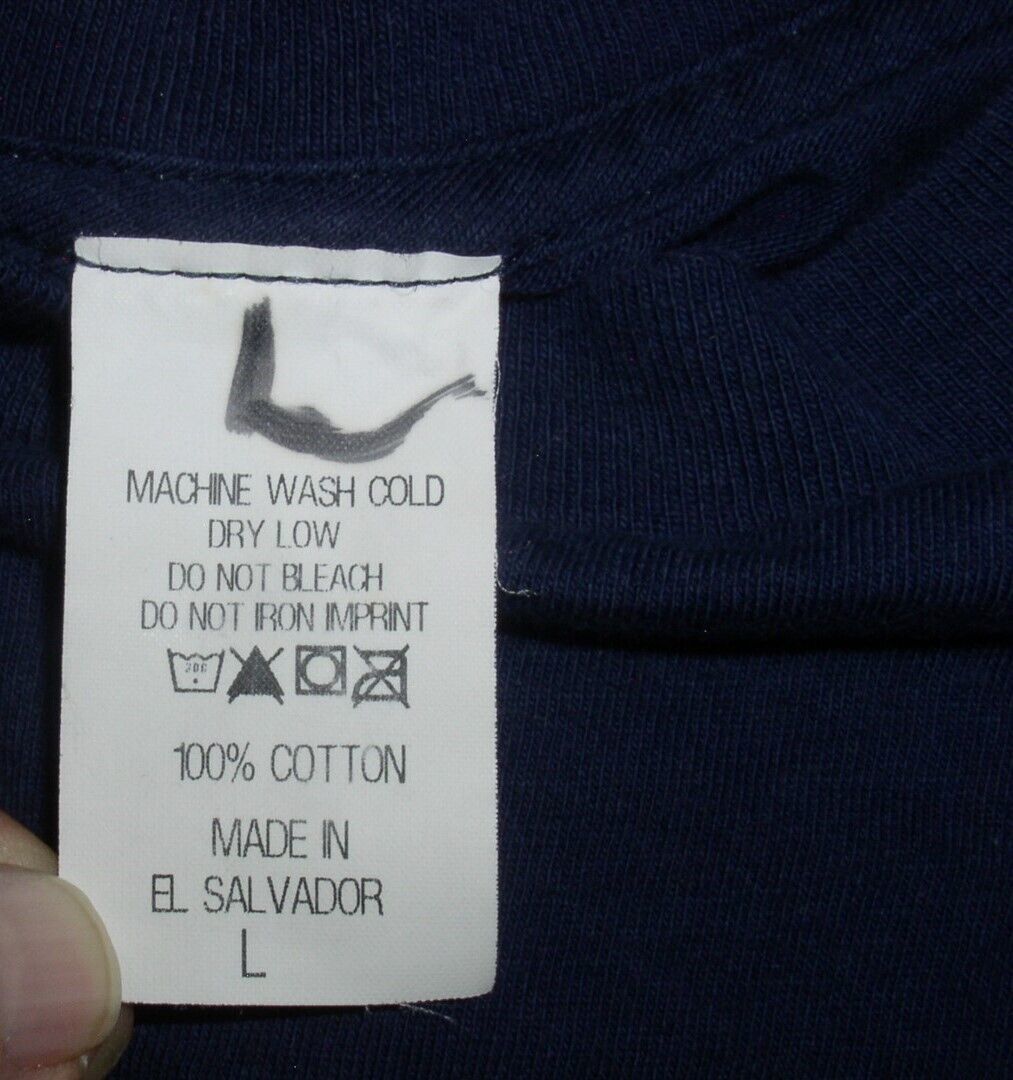 L
MACHINE WASH COLD
DRY LOW
DO NOT BLEACH
DO NOT IRON IMPRINT
100% COTTON
MADE IN
EL SALVADOR
L